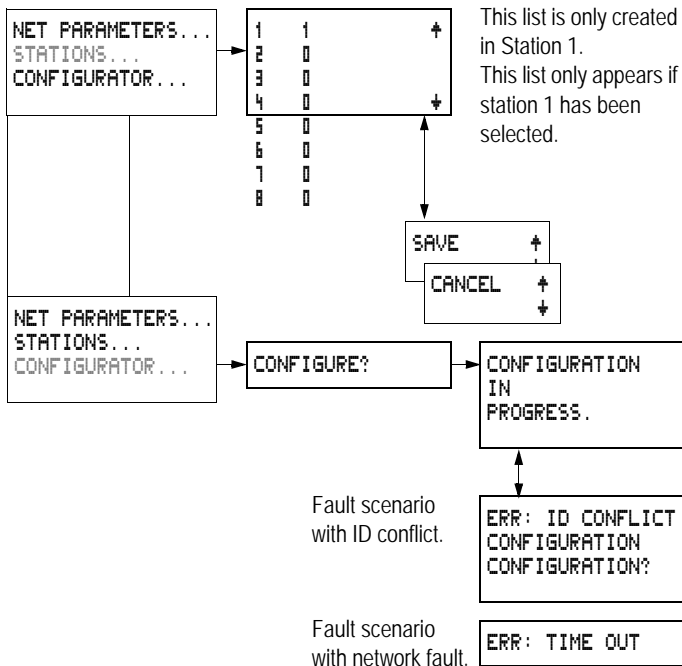 NET PARAMETERS...
STATIONS...
CONFIGURATOR...
1 1
2 0
3 0
4 0
5 0
6 0
7 0
8 0
This list is only created
in Station 1.
This list only appears if
station 1 has been
selected.
SAVE
CANCEL
NET PARAMETERS...
STATIONS...
CONFIGURATOR...
CONFIGURE?
CONFIGURATION
IN
PROGRESS.
Fault scenario
with ID conflict.
ERR: ID CONFLICT
CONFIGURATION
CONFIGURATION?
Fault scenario
with network fault.
ERR: TIME OUT